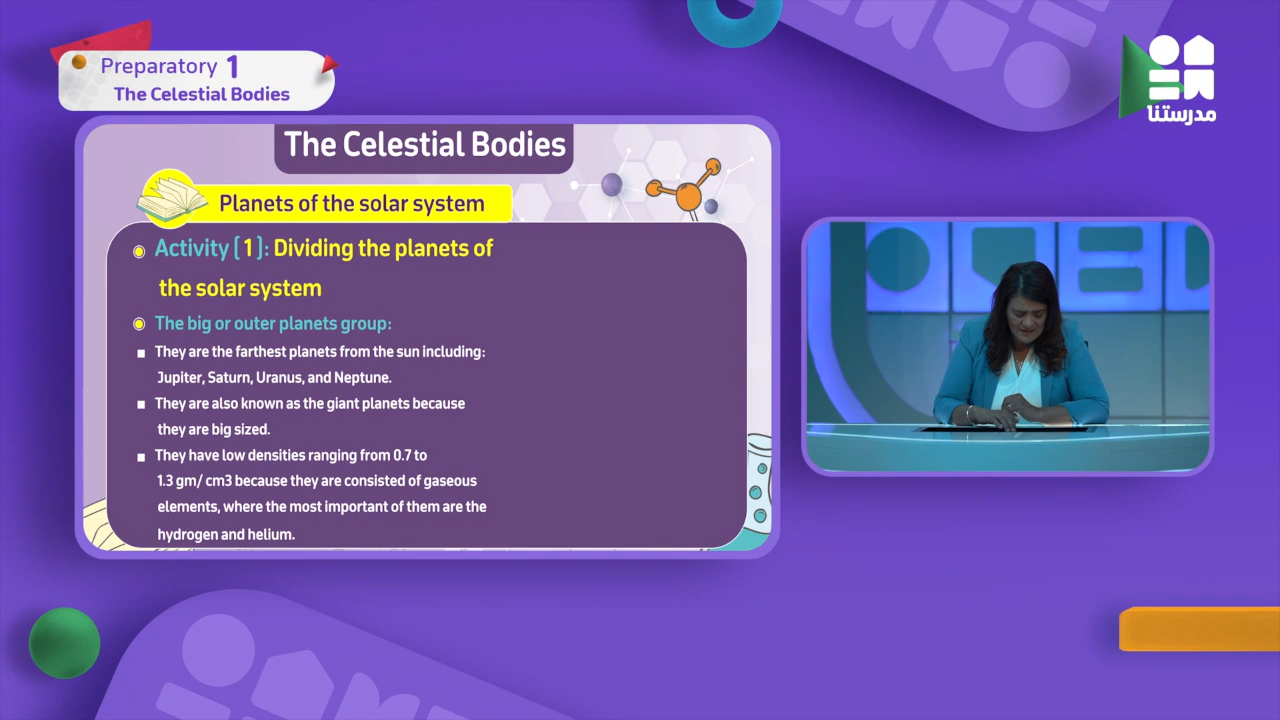 Preparatory 1
The Celestial Bodies
مدرستنا
The Celestial Bodies
Planets of the solar system
Activity (1): Dividing the planets of
the solar system
The big or outer planets group:
They are the farthest planets from the sun including:
Jupiter, Saturn, Uranus, and Neptune.
They are also known as the giant planets because
they are big sized.
They have low densities ranging from 0.7 to
1.3 gm/ cm3 because they are consisted of gaseous
elements, where the most important of them are the
hydrogen and helium.